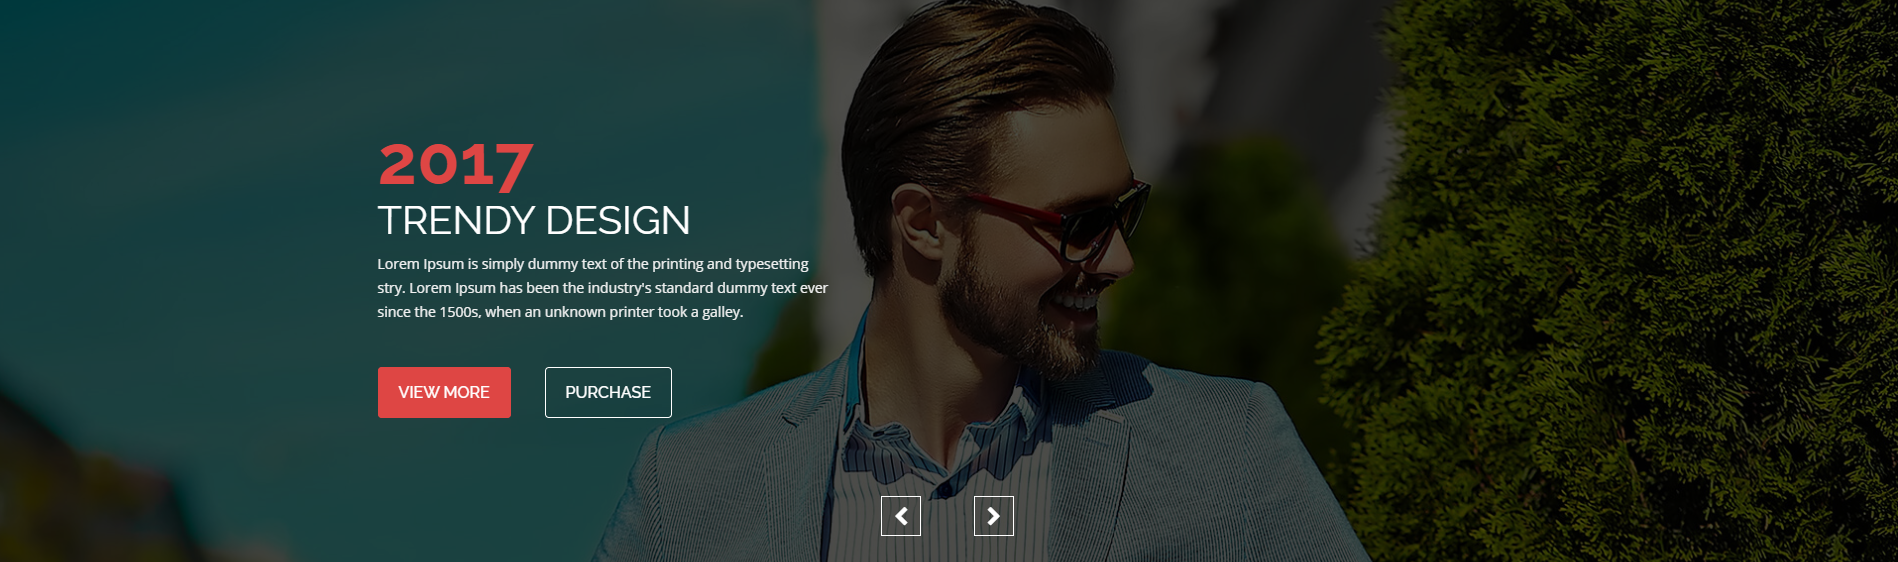 2017
TRENDY DESIGN
Lorem Ipsum is simply dummy text of the printing and typesetting
stry. Lorem Ipsum has been the industry's standard dummy text ever
since the 1500s, when an unknown printer took a galley.
VIEW MORE PURCHASE